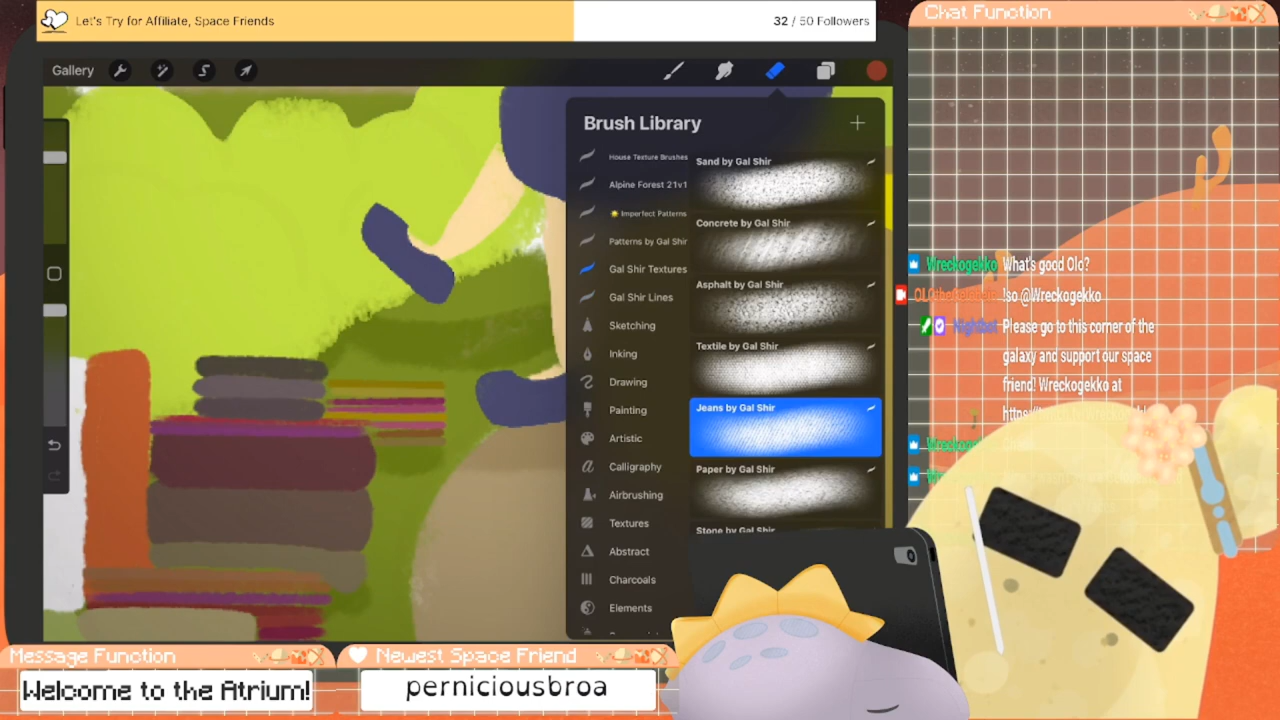 Let's Try for Affiliate, Space Friends
32 / 50 Followers
Chat Function
Gallery
Brush Library
House Texture Brushes
Alpine Forest 21v1
Imperfect Patterns
Patterns by Gal Shir
Gal Shir Textures
Gal Shir Lines
Sketching
Inking
Drawing
Painting
Artistic
Calligraphy
Airbrushing
Textures
Abstract
Charcoals
Elements
Sand by Gal Shir
Concrete by Gal Shir
Asphalt by Gal Shir
Textile by Gal Shir
Jeans by Gal Shir
Paper by Gal Shir
Stone by Gal Shir
Wreckogekko What's good Olo?
!so @Wreckogekko
Nightbot Please go to this corner of the
galaxy and support our space
friend! Wreckogekko at
Message Function
Welcome to the Atrium!
Newest Space Friend
perniciousbroa